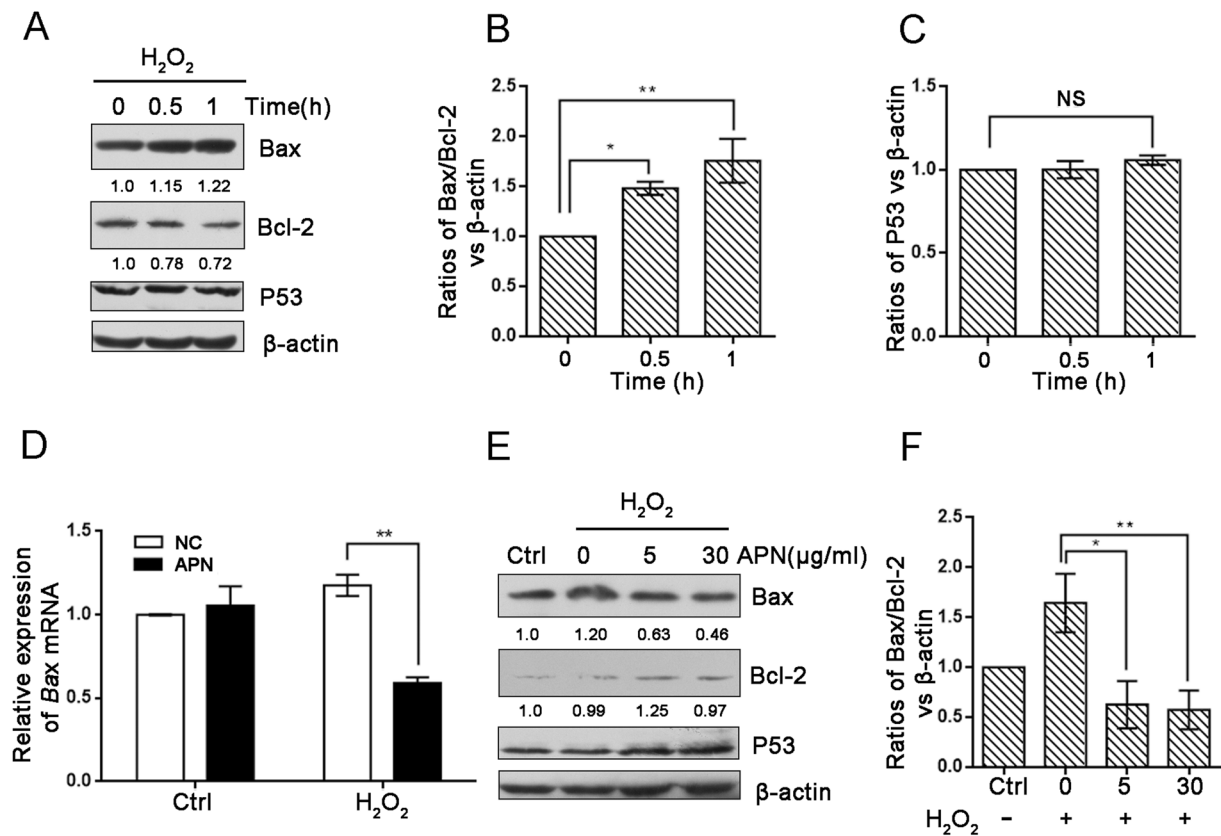 A
H₂O₂
0 0.5 1 Time(h)
Bax
1.0 1.15 1.22
Bcl-2
1.0 0.78 0.72
P53
β-actin
B
Ratios of Bax/Bcl-2
vs β-actin
2.5
2.0
1.5
1.0
0.5
0.0
*
**
0 0.5 1
Time (h)
C
Ratios of P53 vs β-actin
1.5
1.0
0.5
0.0
NS
0 0.5 1
Time (h)
D
Relative expression
of Bax mRNA
1.5
1.0
0.5
0.0
NC
APN
**
Ctrl H₂O₂
E
H₂O₂
Ctrl 0 5 30 APN(μg/ml)
Bax
1.0 1.20 0.63 0.46
Bcl-2
1.0 0.99 1.25 0.97
P53
β-actin
F
Ratios of Bax/Bcl-2
vs β-actin
2.5
2.0
1.5
1.0
0.5
0.0
**
*
Ctrl 0 5 30
H₂O₂ – + + +